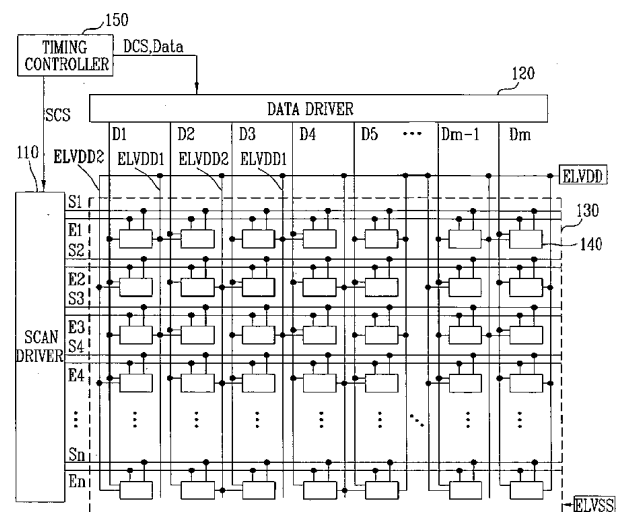 150
TIMING
CONTROLLER
DCS,Data
120
DATA DRIVER
SCS
D1 D2 D3 D4 D5 ··· Dm-1 Dm
110
ELVDD2
ELVDD1
ELVDD2
ELVDD1
ELVDD
S1
130
E1
140
S2
E2
S3
E3
SCAN
DRIVER
S4
E4
Sn
En
ELVSS